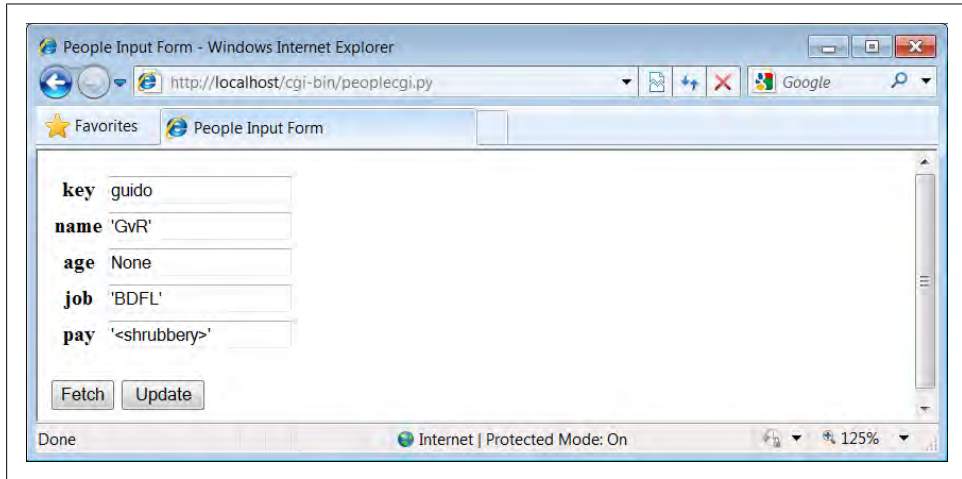 People Input Form - Windows Internet Explorer
http://localhost/cgi-bin/peoplecgi.py Google
Favorites People Input Form
key guido
name 'GvR'
age None
job 'BDFL'
pay '<shrubbery>'
Fetch Update
Done Internet | Protected Mode: On 125%